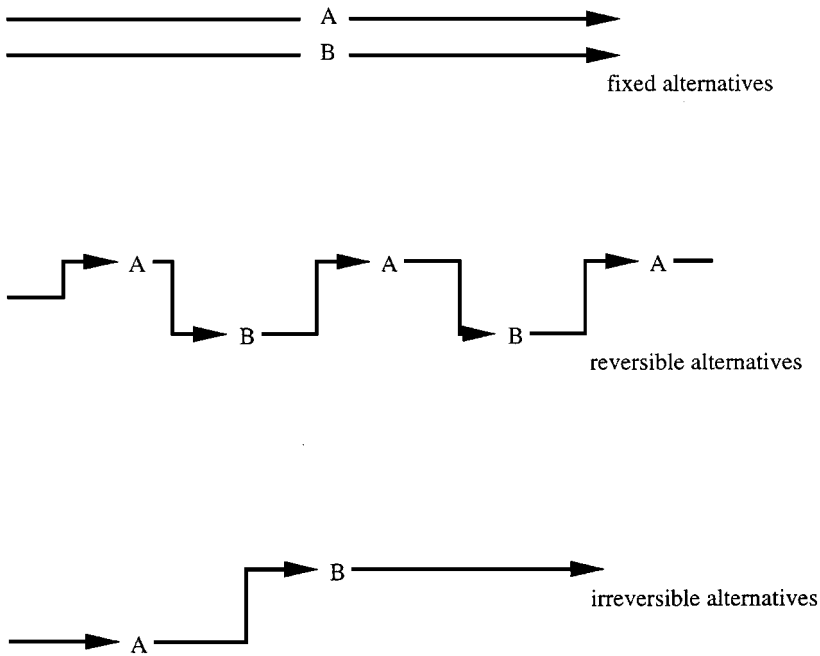 A
B
fixed alternatives
A A A
B B
reversible alternatives
B
irreversible alternatives
A